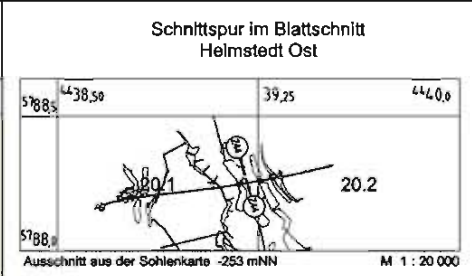 Schnittspur im Blattschnitt
Helmstedt Ost
4438,50 39,25 4440,0
5788,5
20.1 20.2
5788,0
Ausschnitt aus der Sohlenkarte -253 mNN M 1 : 20 000